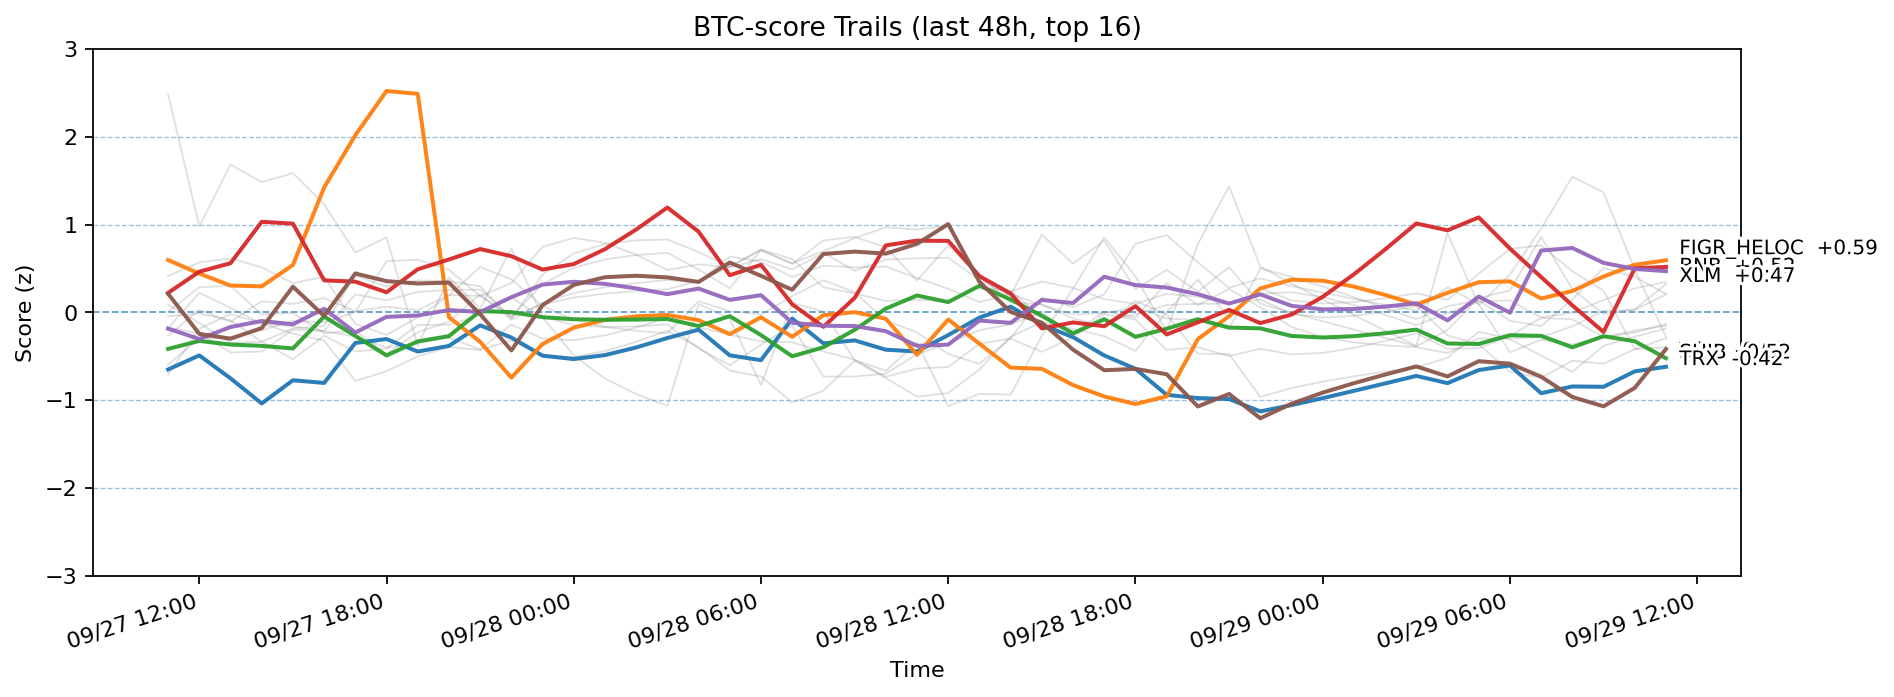 BTC-score Trails (last 48h, top 16)
3
2
1
0
−1
−2
−3
Score (z)
FIGR_HELOC +0.59
XLM +0.47
TRX -0.42
09/27 12:00
09/27 18:00
09/28 00:00
09/28 06:00
09/28 12:00
09/28 18:00
09/29 00:00
09/29 06:00
09/29 12:00
Time